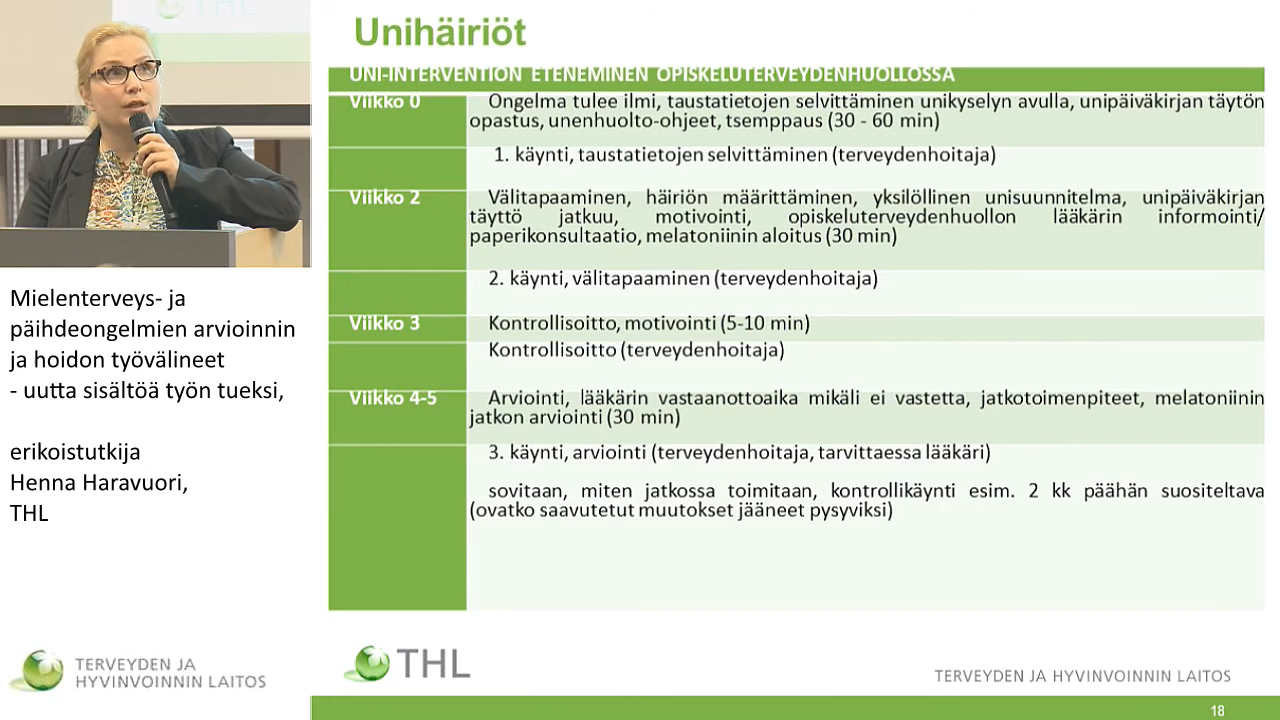 THL
Unihäiriöt
UNI-INTERVENTION ETENEMINEN OPISKELUTERVEYDENHUOLLOSSA
Viikko 0
Ongelma tulee ilmi, taustatietojen selvittäminen unikyselyn avulla, unipäiväkirjan täytön
opastus, unenhuolto-ohjeet, tsemppaus (30 - 60 min)
1. käynti, taustatietojen selvittäminen (terveydenhoitaja)
Viikko 2
Välitapaaminen, häiriön määrittäminen, yksilöllinen unisuunnitelma, unipäiväkirjan
täyttö jatkuu, motivointi, opiskeluterveydenhuollon lääkärin informointi/
paperikonsultaatio, melatoniinin aloitus (30 min)
2. käynti, välitapaaminen (terveydenhoitaja)
Viikko 3
Kontrollisoitto, motivointi (5-10 min)
Kontrollisoitto (terveydenhoitaja)
Viikko 4-5
Arviointi, lääkärin vastaanottoaika mikäli ei vastetta, jatkotoimenpiteet, melatoniinin
jatkon arviointi (30 min)
3. käynti, arviointi (terveydenhoitaja, tarvittaessa lääkäri)
sovitaan, miten jatkossa toimitaan, kontrollikäynti esim. 2 kk päähän suositeltava
(ovatko saavutetut muutokset jääneet pysyviksi)
Mielenterveys- ja
päihdeongelmien arvioinnin
ja hoidon työvälineet
- uutta sisältöä työn tueksi,
erikoistutkija
Henna Haravuori,
THL
TERVEYDEN JA
HYVINVOINNIN LAITOS
THL
TERVEYDEN JA HYVINVOINNIN LAITOS
18